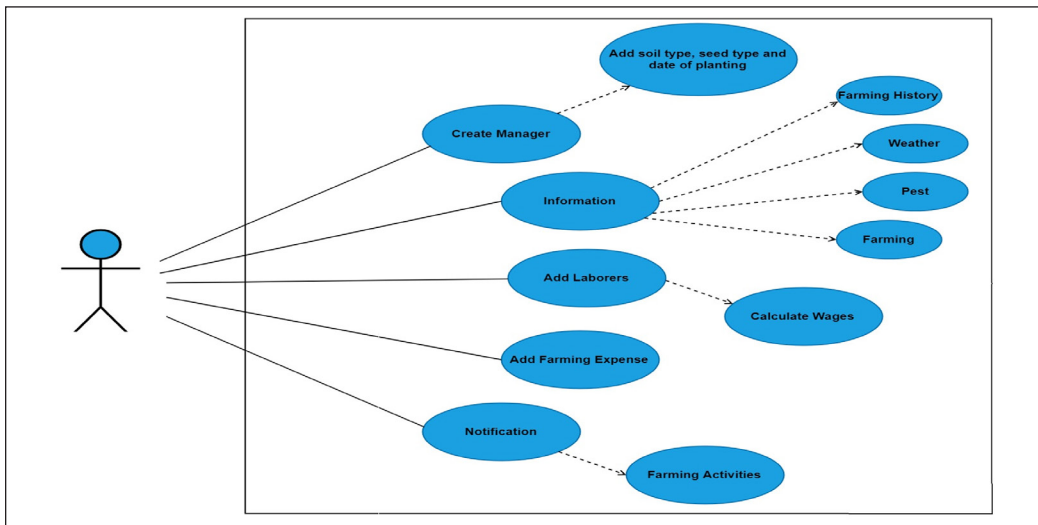 Add soil type, seed type and
date of planting
Farming History
Create Manager
Weather
Pest
Information
Farming
Add Laborers
Calculate Wages
Add Farming Expense
Notification
Farming Activities